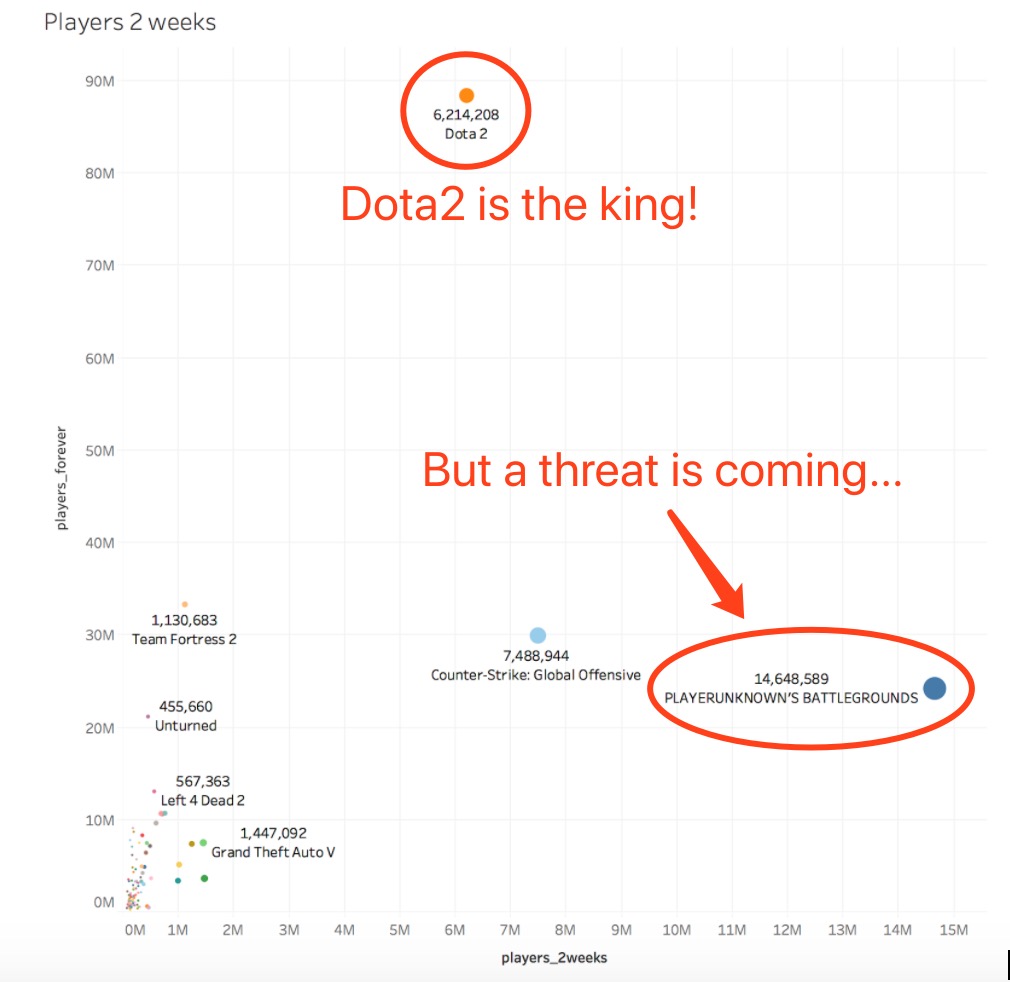 Players 2 weeks
90M
6,214,208
Dota 2
80M
Dota2 is the king!
70M
60M
players_forever
50M
But a threat is coming...
40M
1,130,683
Team Fortress 2
30M
7,488,944
Counter-Strike: Global Offensive
14,648,589
PLAYERUNKNOWN'S BATTLEGROUNDS
455,660
Unturned
20M
567,363
Left 4 Dead 2
10M
1,447,092
Grand Theft Auto V
0M
0M 1M 2M 3M 4M 5M 6M 7M 8M 9M 10M 11M 12M 13M 14M 15M
players_2weeks